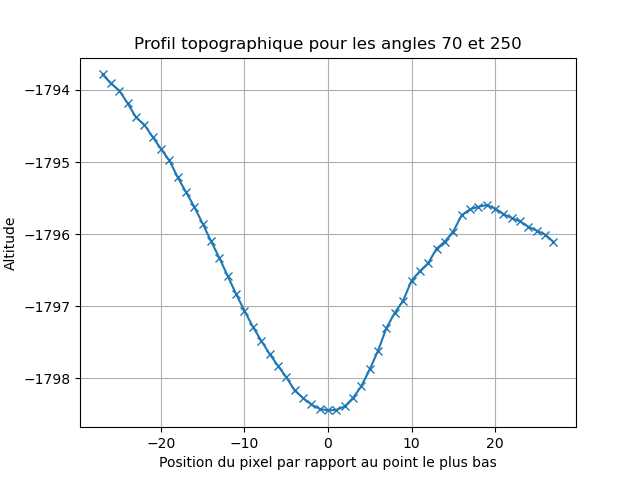 Profil topographique pour les angles 70 et 250
−1794
−1795
−1796
−1797
−1798
Altitude
−20 −10 0 10 20
Position du pixel par rapport au point le plus bas